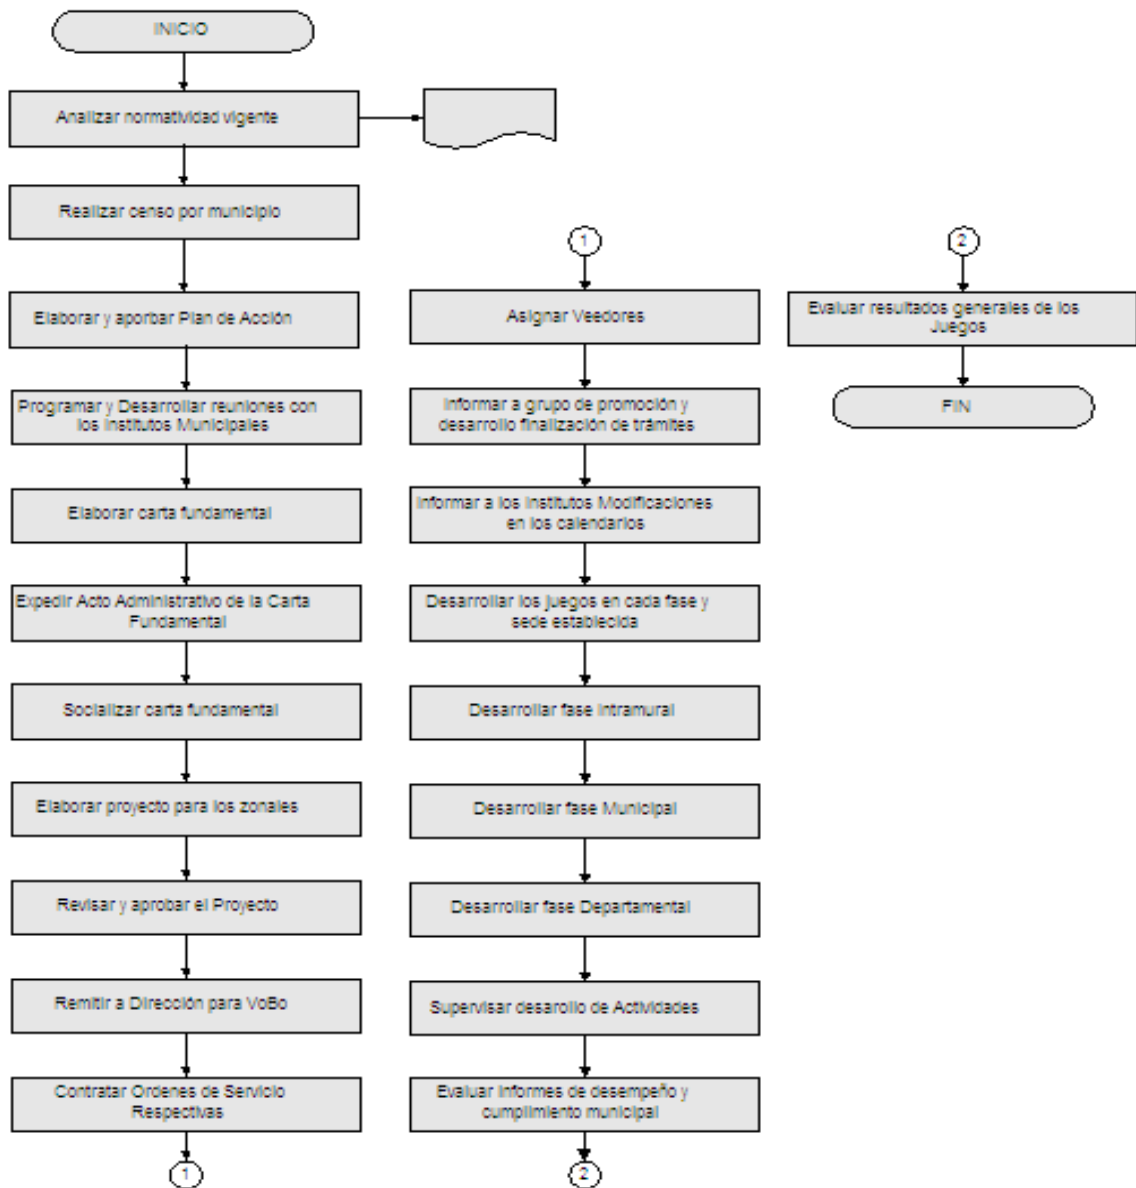 INICIO
Analizar normatividad vigente
Realizar censo por municipio
Elaborar y aporbar Plan de Acción
Programar y Desarrollar reuniones con
los Institutos Municipales
Elaborar carta fundamental
Expedir Acto Administrativo de la Carta
Fundamental
Socializar carta fundamental
Elaborar proyecto para los zonales
Revisar y aprobar el Proyecto
Remitir a Dirección para VoBo
Contratar Ordenes de Servicio
Respectivas
1
1
Asignar Veedores
Informar a grupo de promoción y
desarrollo finalización de trámites
Informar a los Institutos Modificaciones
en los calendarios
Desarrollar los juegos en cada fase y
sede establecida
Desarrollar fase Intramural
Desarrollar fase Municipal
Desarrollar fase Departamental
Supervisar desarollo de Actividades
Evaluar Informes de desempeño y
cumplimiento municipal
2
2
Evaluar resultados generales de los
Juegos
FIN